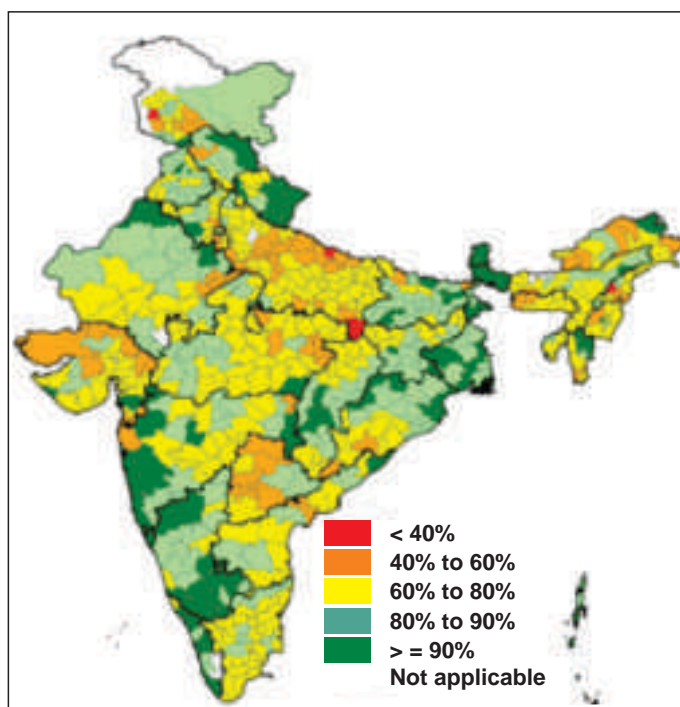 < 40%
40% to 60%
60% to 80%
80% to 90%
> = 90%
Not applicable